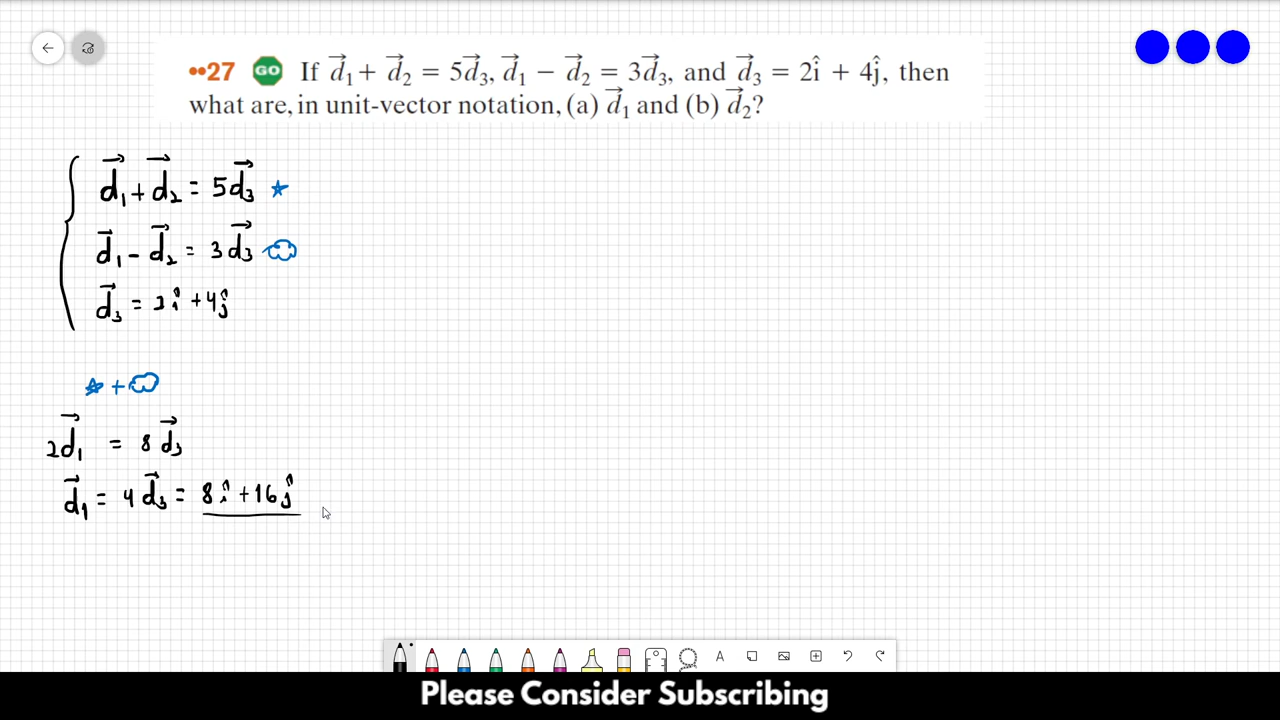 ••27 GO If d⃗₁ + d⃗₂ = 5d⃗₃, d⃗₁ − d⃗₂ = 3d⃗₃, and d⃗₃ = 2î + 4ĵ, then
what are, in unit-vector notation, (a) d⃗₁ and (b) d⃗₂?
d⃗₁ + d⃗₂ = 5d⃗₃
d⃗₁ − d⃗₂ = 3d⃗₃
d⃗₃ = 2î + 4ĵ
+
2d⃗₁ = 8d⃗₃
d⃗₁ = 4d⃗₃ = 8î + 16ĵ
A
Please Consider Subscribing